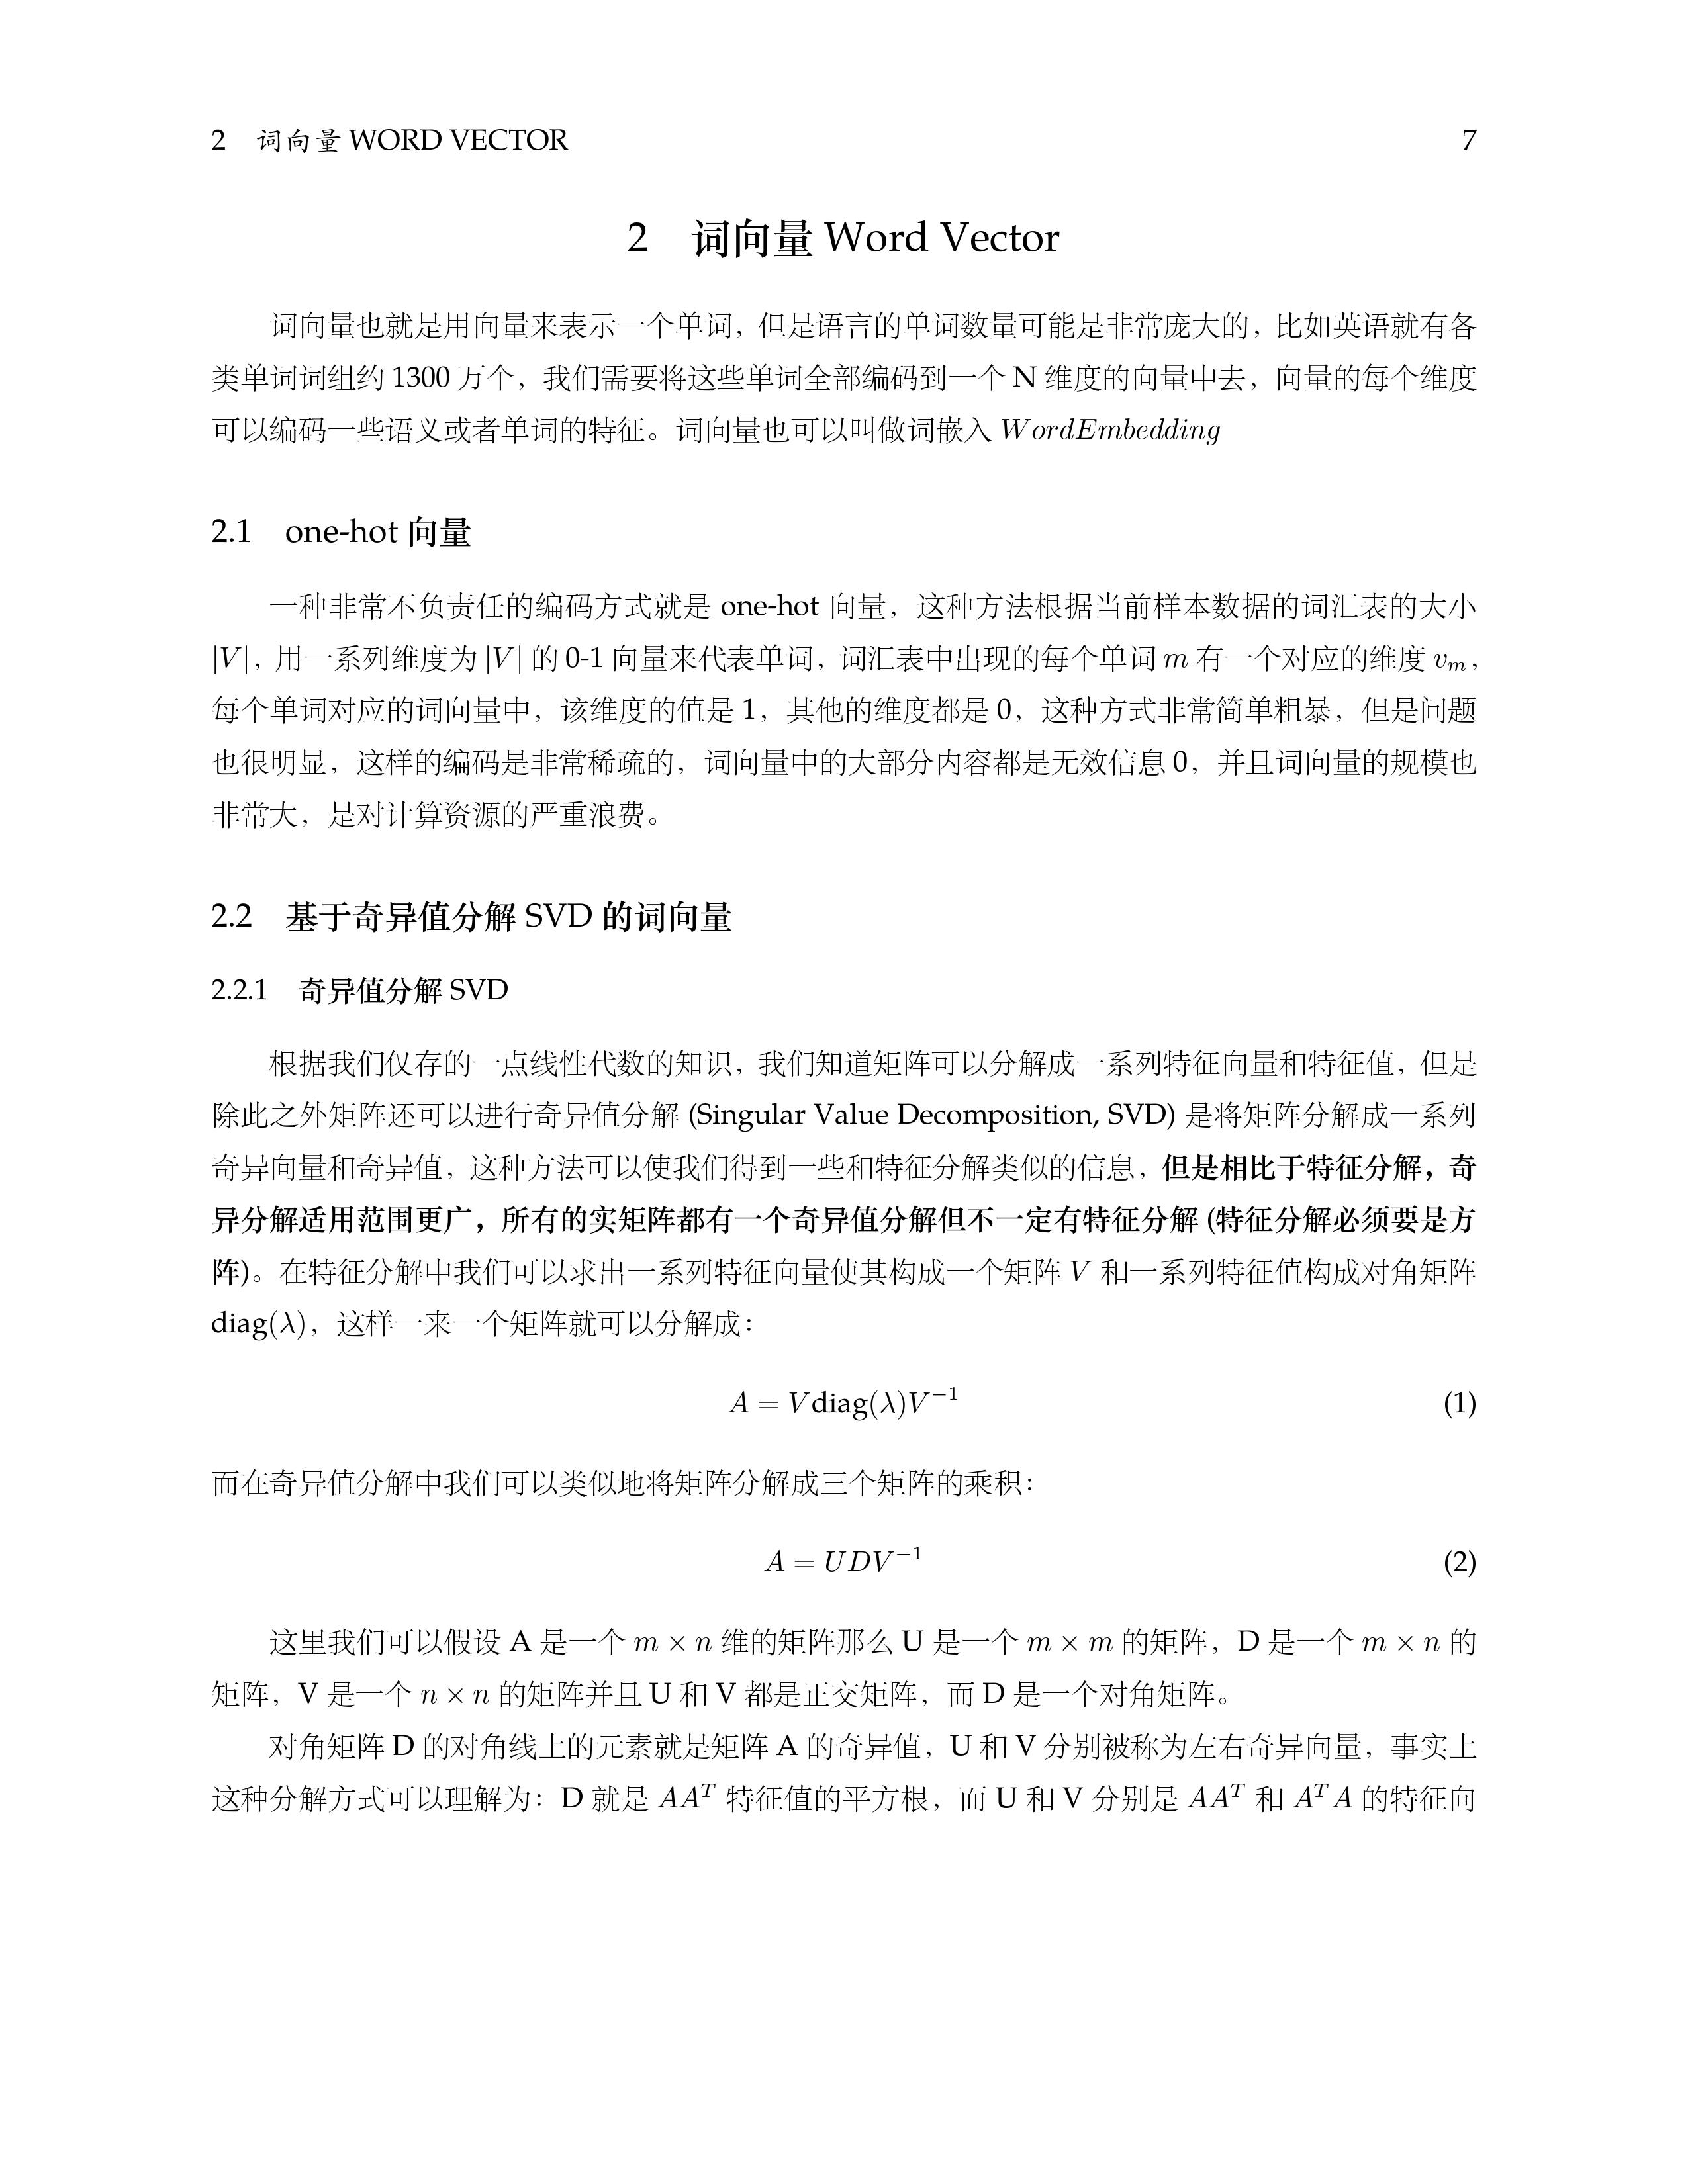 2 词向量 WORD VECTOR 7
2 词向量 Word Vector
词向量也就是用向量来表示一个单词，但是语言的单词数量可能是非常庞大的，比如英语就有各
类单词词组约 1300 万个，我们需要将这些单词全部编码到一个 N 维度的向量中去，向量的每个维度
可以编码一些语义或者单词的特征。词向量也可以叫做词嵌入 WordEmbedding
2.1 one-hot 向量
一种非常不负责任的编码方式就是 one-hot 向量，这种方法根据当前样本数据的词汇表的大小
|V|，用一系列维度为 |V| 的 0-1 向量来代表单词，词汇表中出现的每个单词 m 有一个对应的维度 v_m，
每个单词对应的词向量中，该维度的值是 1，其他的维度都是 0，这种方式非常简单粗暴，但是问题
也很明显，这样的编码是非常稀疏的，词向量中的大部分内容都是无效信息 0，并且词向量的规模也
非常大，是对计算资源的严重浪费。
2.2 基于奇异值分解 SVD 的词向量
2.2.1 奇异值分解 SVD
根据我们仅存的一点线性代数的知识，我们知道矩阵可以分解成一系列特征向量和特征值，但是
除此之外矩阵还可以进行奇异值分解 (Singular Value Decomposition, SVD) 是将矩阵分解成一系列
奇异向量和奇异值，这种方法可以使我们得到一些和特征分解类似的信息，但是相比于特征分解，奇
异分解适用范围更广，所有的实矩阵都有一个奇异值分解但不一定有特征分解 (特征分解必须要是方
阵)。在特征分解中我们可以求出一系列特征向量使其构成一个矩阵 V 和一系列特征值构成对角矩阵
diag(λ)，这样一来一个矩阵就可以分解成：
A = Vdiag(λ)V^{−1} (1)
而在奇异值分解中我们可以类似地将矩阵分解成三个矩阵的乘积：
A = UDV^{−1} (2)
这里我们可以假设 A 是一个 m × n 维的矩阵那么 U 是一个 m × m 的矩阵，D 是一个 m × n 的
矩阵，V 是一个 n × n 的矩阵并且 U 和 V 都是正交矩阵，而 D 是一个对角矩阵。
对角矩阵 D 的对角线上的元素就是矩阵 A 的奇异值，U 和 V 分别被称为左右奇异向量，事实上
这种分解方式可以理解为：D 就是 AA^T 特征值的平方根，而 U 和 V 分别是 AA^T 和 A^T A 的特征向